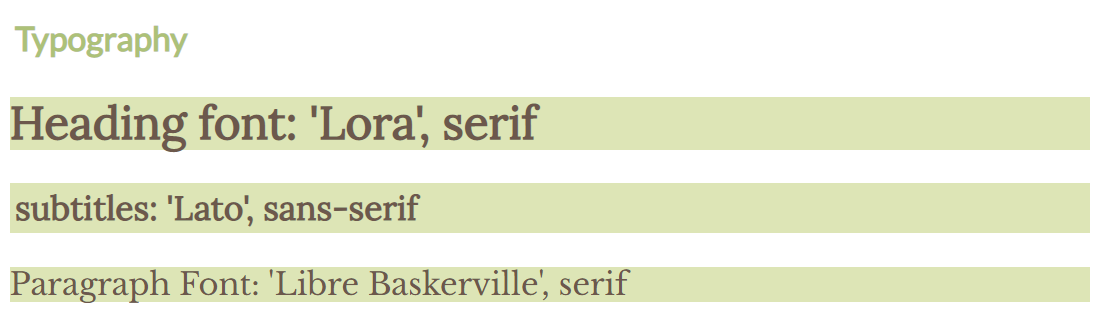 Typography
Heading font: 'Lora', serif
subtitles: 'Lato', sans-serif
Paragraph Font: 'Libre Baskerville', serif